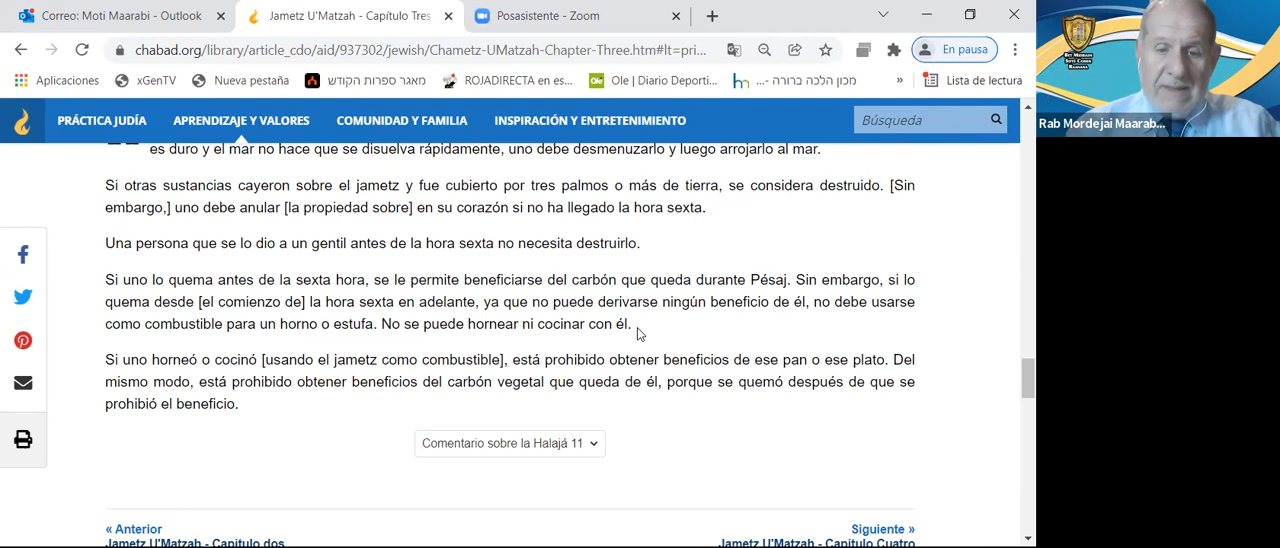 Correo: Moti Maarabi - Outlook
Jametz U'Matzah - Capítulo Tres
Posasistente - Zoom
chabad.org/library/article_cdo/aid/937302/jewish/Chametz-UMatzah-Chapter-Three.htm#lt=pri...
En pausa
Aplicaciones
xGenTV
Nueva pestaña
מאגר ספרות הקודש
ROJADIRECTA en es...
Ole | Diario Deporti...
מכון הלכה ברורה -...
»
Lista de lectura
BET MIDRASH
SITE COHEN
RAANANA
Rab Mordejai Maarab...
PRÁCTICA JUDÍA
APRENDIZAJE Y VALORES
COMUNIDAD Y FAMILIA
INSPIRACIÓN Y ENTRETENIMIENTO
Búsqueda
es duro y el mar no hace que se disuelva rápidamente, uno debe desmenuzarlo y luego arrojarlo al mar.
Si otras sustancias cayeron sobre el jametz y fue cubierto por tres palmos o más de tierra, se considera destruido. [Sin
embargo,] uno debe anular [la propiedad sobre] en su corazón si no ha llegado la hora sexta.
Una persona que se lo dio a un gentil antes de la hora sexta no necesita destruirlo.
Si uno lo quema antes de la sexta hora, se le permite beneficiarse del carbón que queda durante Pésaj. Sin embargo, si lo
quema desde [el comienzo de] la hora sexta en adelante, ya que no puede derivarse ningún beneficio de él, no debe usarse
como combustible para un horno o estufa. No se puede hornear ni cocinar con él.
Si uno horneó o cocinó [usando el jametz como combustible], está prohibido obtener beneficios de ese pan o ese plato. Del
mismo modo, está prohibido obtener beneficios del carbón vegetal que queda de él, porque se quemó después de que se
prohibió el beneficio.
Comentario sobre la Halajá 11
« Anterior
Siguiente »
Jametz U'Matzah - Capítulo dos
Jametz U'Matzah - Capítulo Cuatro